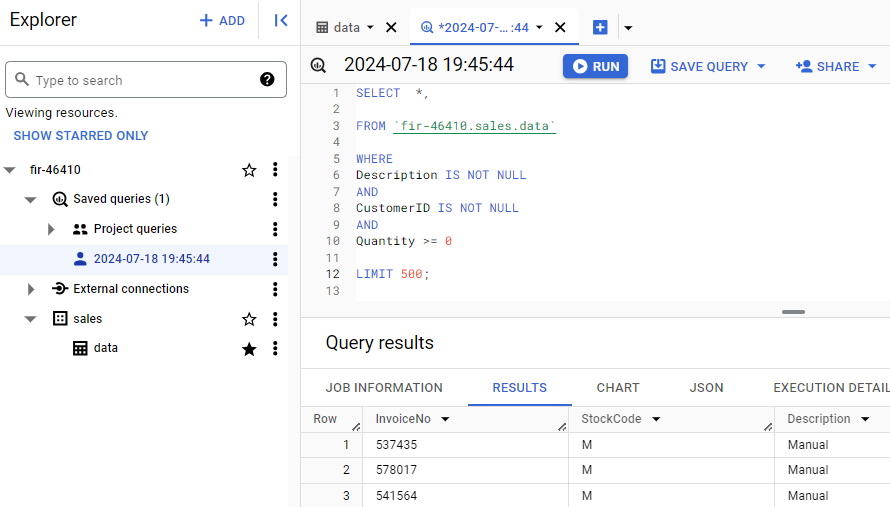 Explorer
+ ADD
data
*2024-07-... :44
2024-07-18 19:45:44
RUN
SAVE QUERY
SHARE
Type to search
?
Viewing resources.
SHOW STARRED ONLY
fir-46410
Saved queries (1)
Project queries
2024-07-18 19:45:44
External connections
sales
data
1 SELECT *,
2
3 FROM `fir-46410.sales.data`
4
5 WHERE
6 Description IS NOT NULL
7 AND
8 CustomerID IS NOT NULL
9 AND
10 Quantity >= 0
11
12 LIMIT 500;
13
Query results
JOB INFORMATION RESULTS CHART JSON EXECUTION DETAIL
Row InvoiceNo StockCode Description
1 537435 M Manual
2 578017 M Manual
3 541564 M Manual